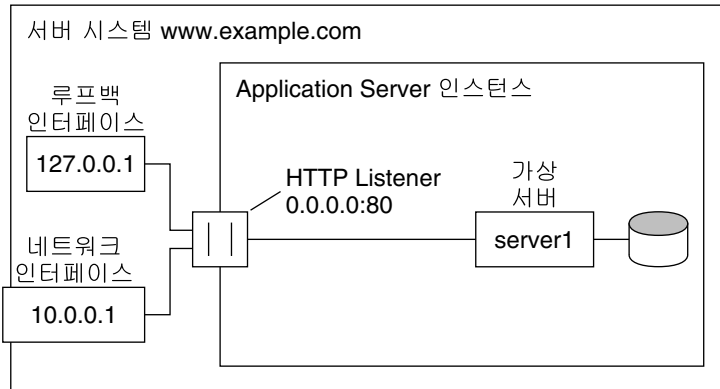 서버 시스템 www.example.com
Application Server 인스턴스
루프백
인터페이스
127.0.0.1
HTTP Listener
0.0.0.0:80
가상
서버
server1
네트워크
인터페이스
10.0.0.1